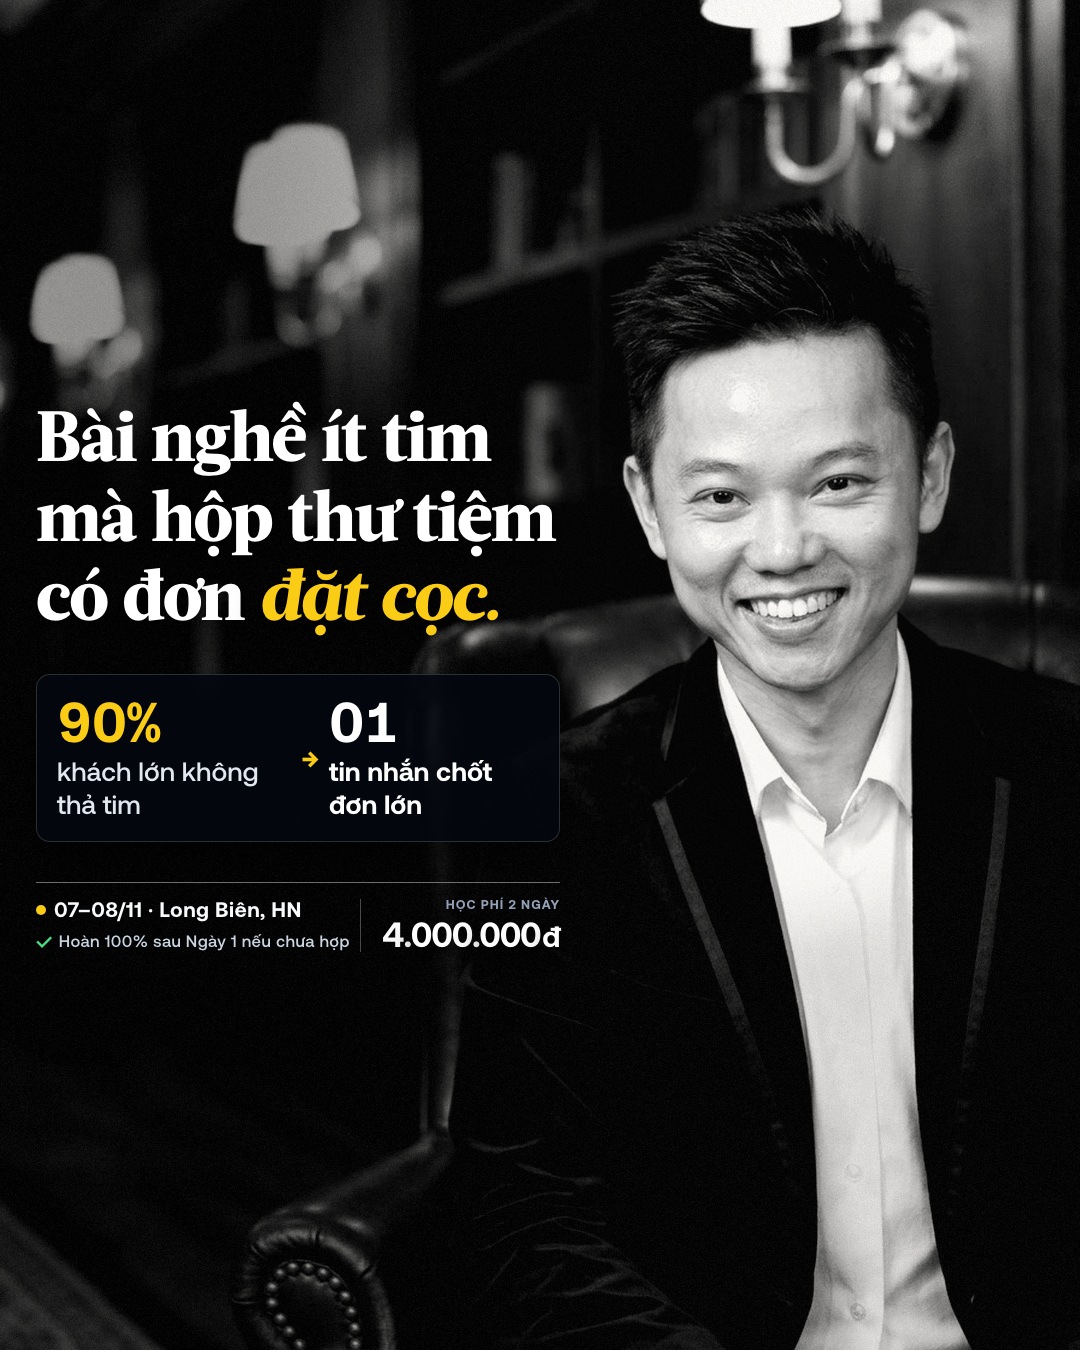 Bài nghề ít tim
mà hộp thư tiệm
có đơn đặt cọc.
90%
khách lớn không
thả tim
→
01
tin nhắn chốt
đơn lớn
07–08/11 · Long Biên, HN
Hoàn 100% sau Ngày 1 nếu chưa hợp
HỌC PHÍ 2 NGÀY
4.000.000đ